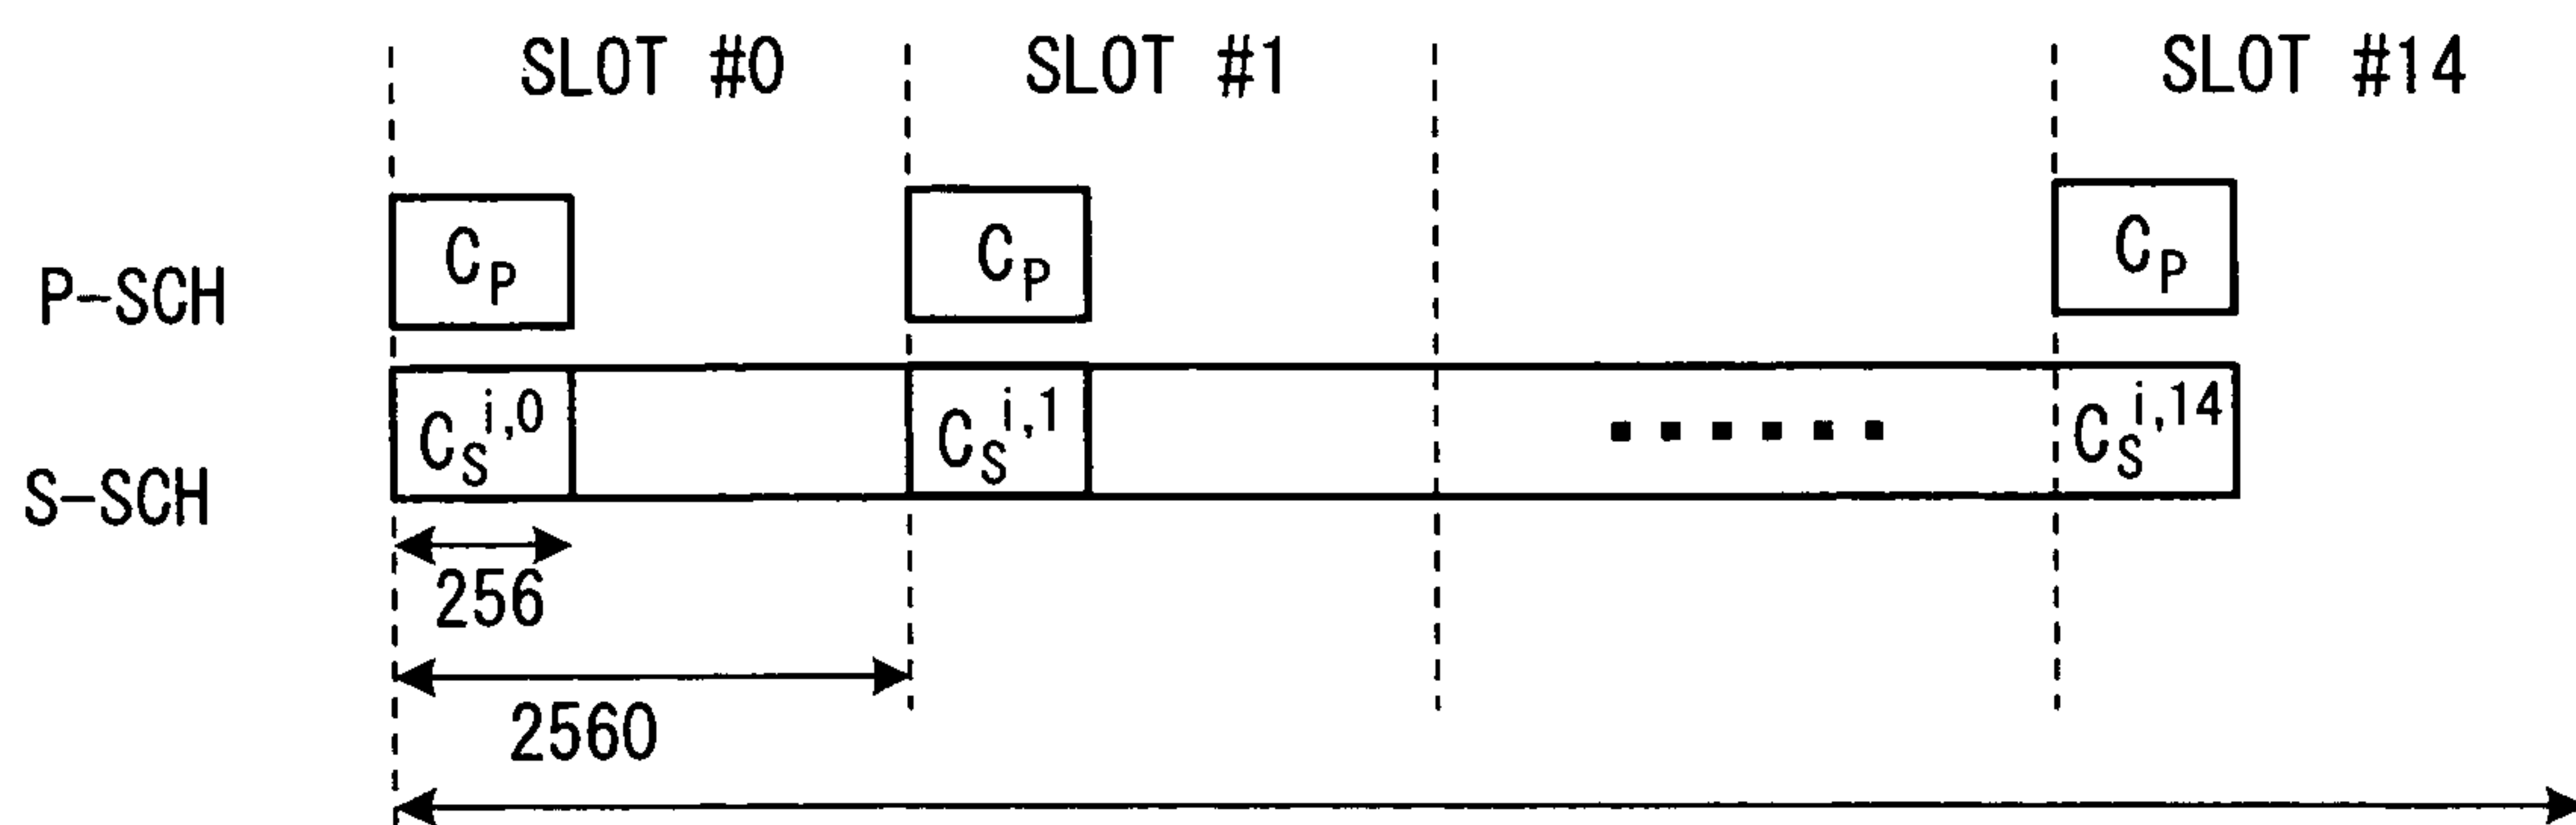 SLOT #0 SLOT #1 SLOT #14
P-SCH C_P C_P C_P
S-SCH C_S^{i,0} C_S^{i,1} ...... C_S^{i,14}
256
2560